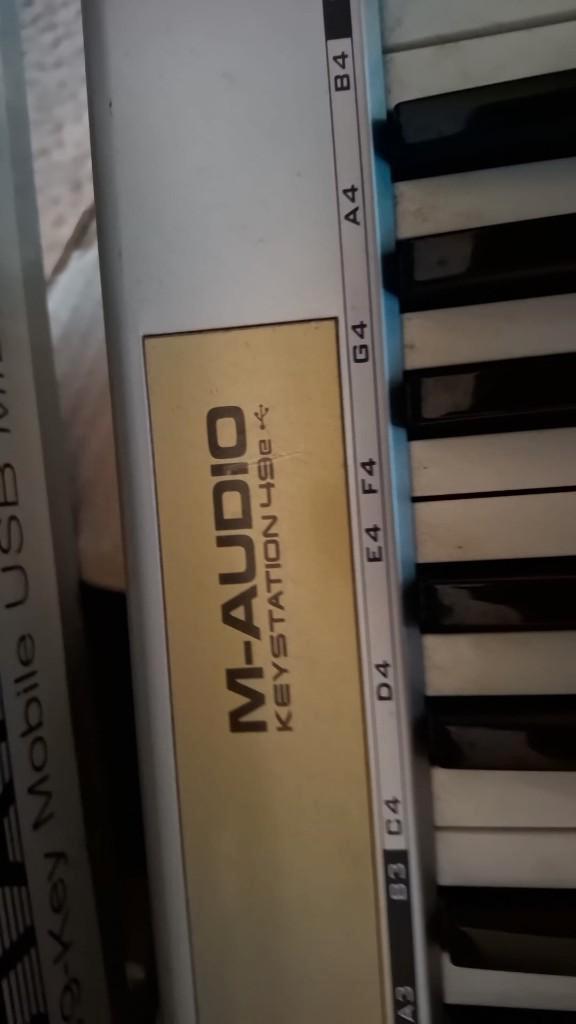 M-AUDIO
KEYSTATION 49e
A3 B3 C4 D4 E4 F4 G4 A4 B4
Key Mobile USB